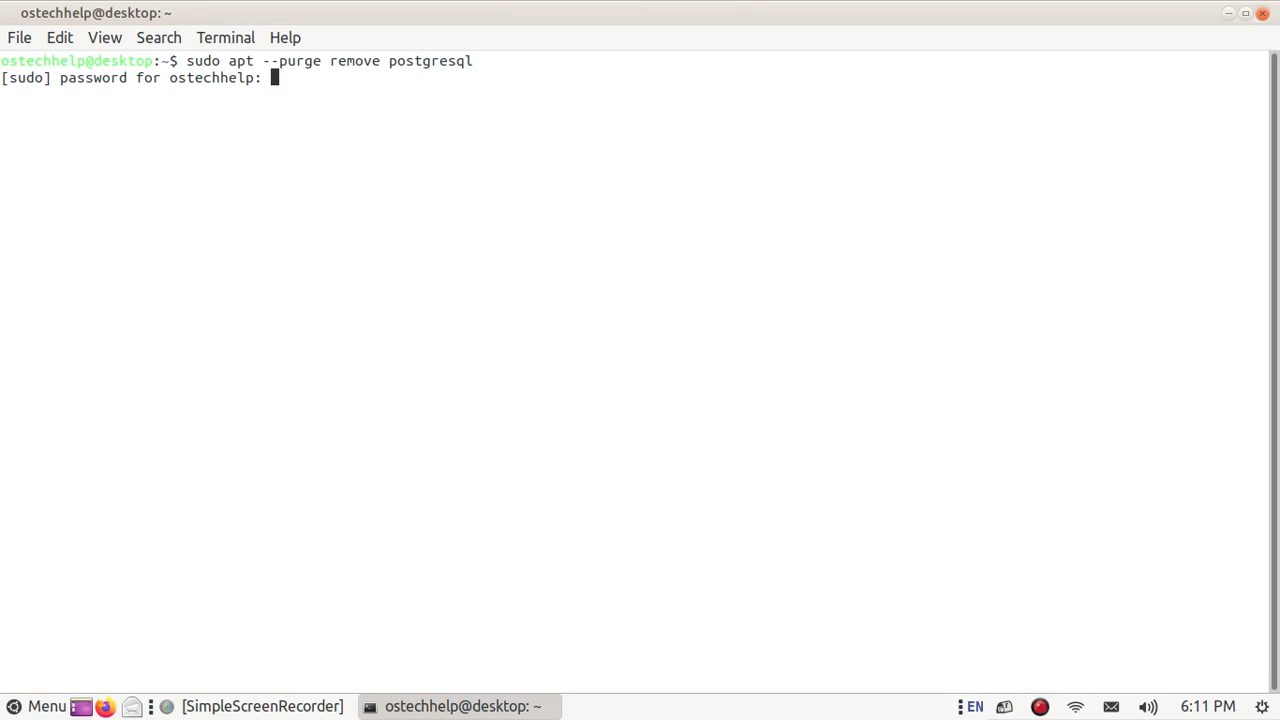 ostechhelp@desktop: ~
File Edit View Search Terminal Help
ostechhelp@desktop:~$ sudo apt --purge remove postgresql
[sudo] password for ostechhelp:
Menu [SimpleScreenRecorder] ostechhelp@desktop: ~ EN 6:11 PM